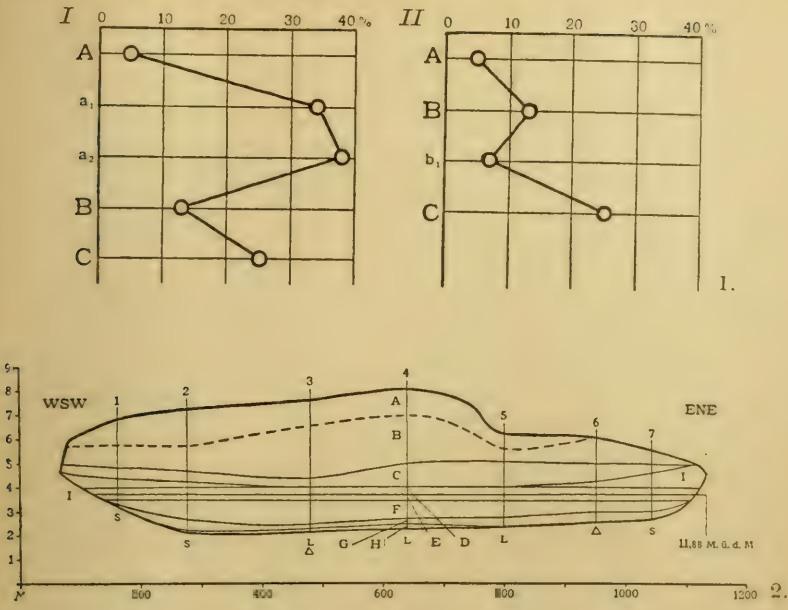 I 0 10 20 30 40% II 0 10 20 30 40%
A A
a₁ B
a₂ b₁
B C
C
1.
9
8
7
6
5
4
3
2
1
WSW 1 2 3 4 5 6 7 ENE
A
B
C
I I
F
S S L Δ G H L E D L Δ S 11,88 M. ü. d. M
M 200 400 600 800 1000 1200 2.